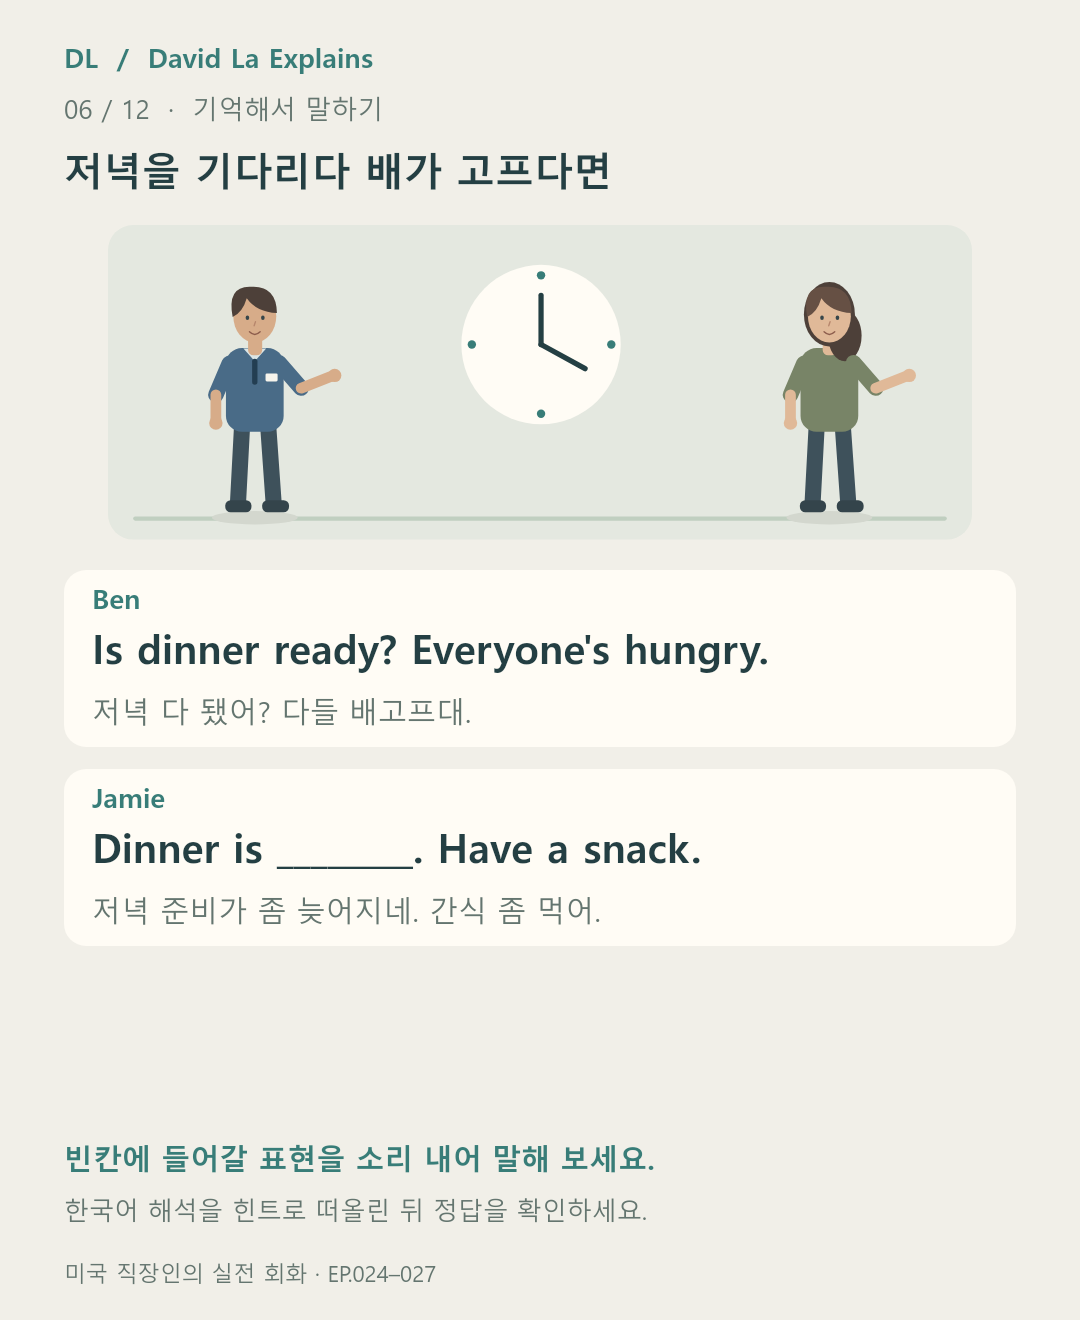 DL / David La Explains
06 / 12 · 기억해서 말하기
저녁을 기다리다 배가 고프다면
Ben
Is dinner ready? Everyone's hungry.
저녁 다 됐어? 다들 배고프대.
Jamie
Dinner is ________. Have a snack.
저녁 준비가 좀 늦어지네. 간식 좀 먹어.
빈칸에 들어갈 표현을 소리 내어 말해 보세요.
한국어 해석을 힌트로 떠올린 뒤 정답을 확인하세요.
미국 직장인의 실전 회화 · EP.024–027